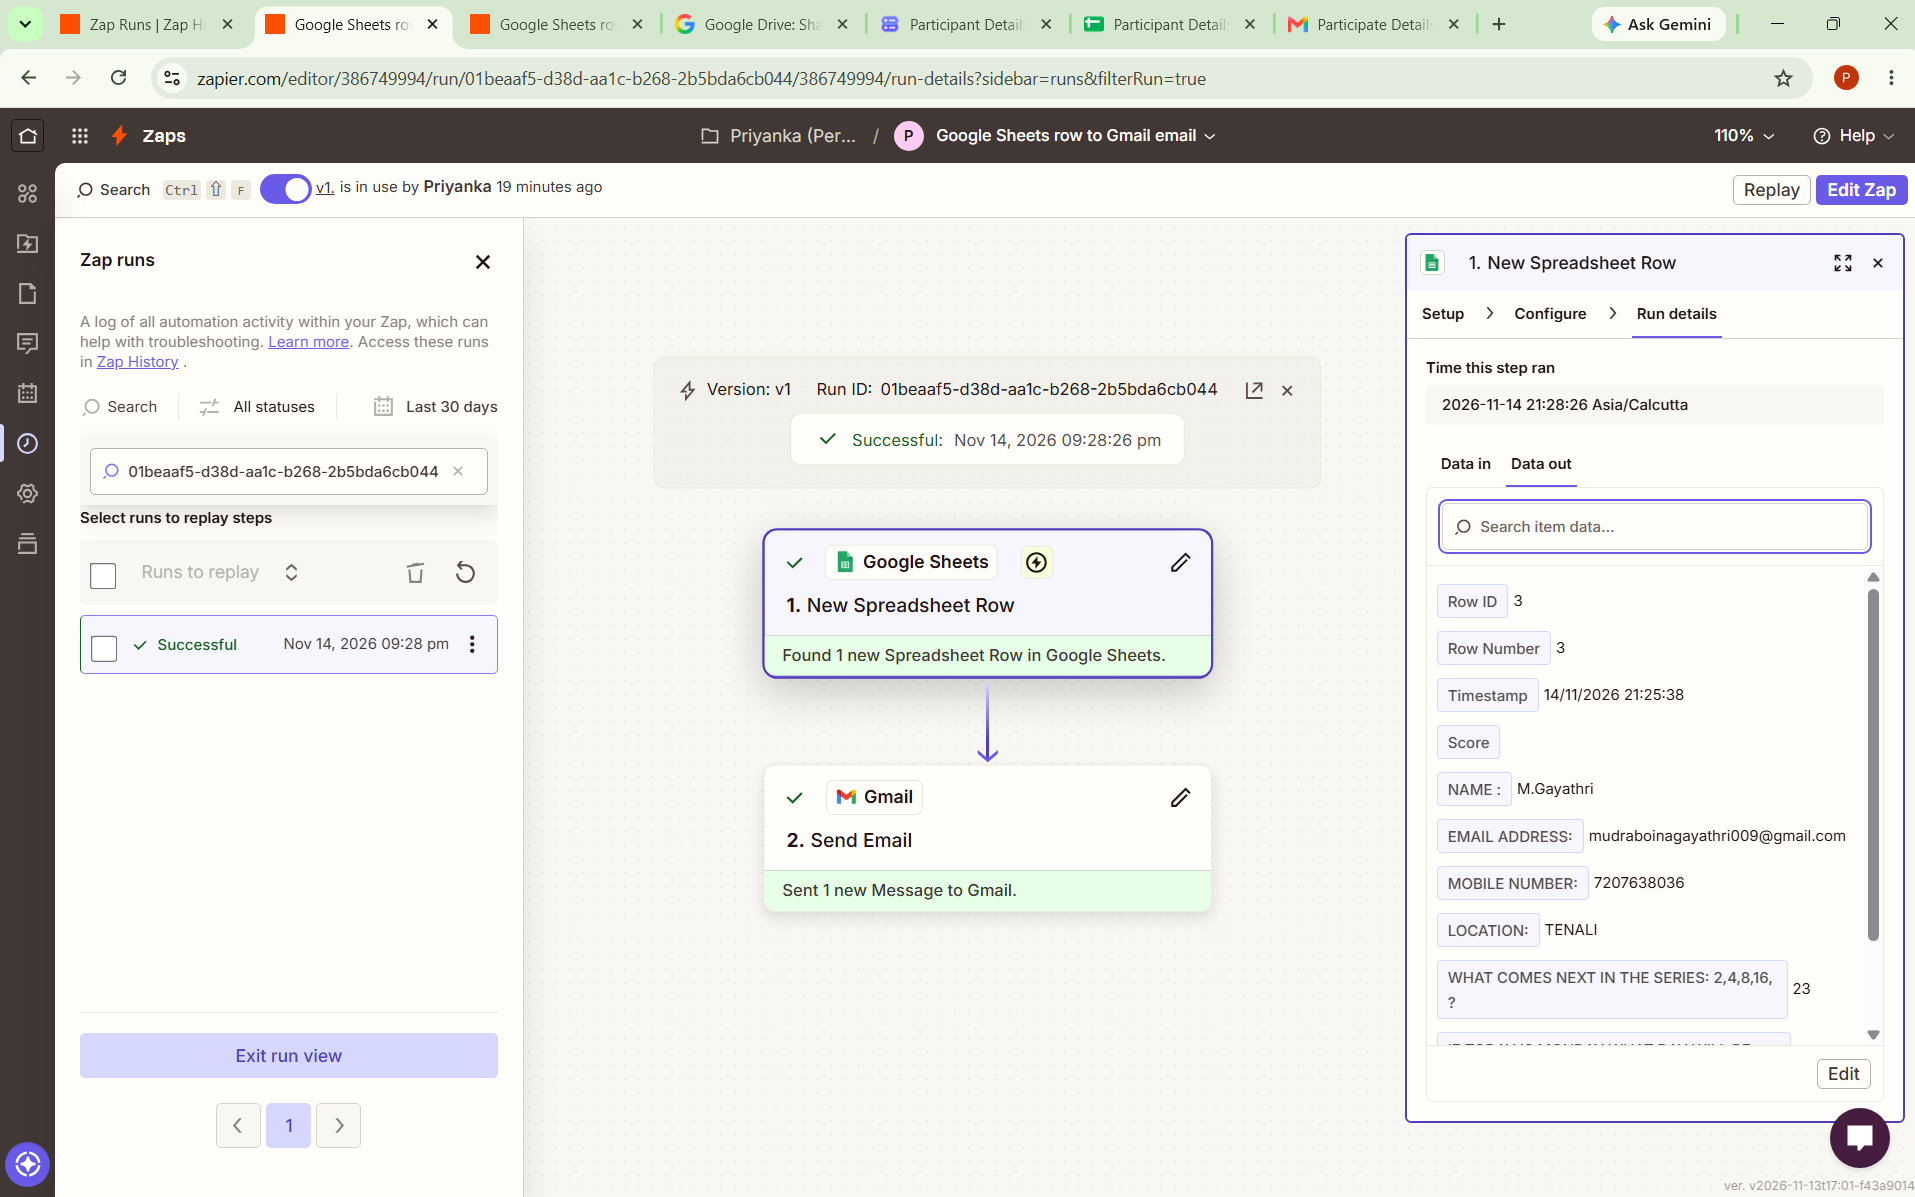 Zap Runs | Zap Hi
Google Sheets ro
Google Sheets ro
Google Drive: Sha
Participant Detail
Participant Detail
Participate Detail
Ask Gemini
zapier.com/editor/386749994/run/01beaaf5-d38d-aa1c-b268-2b5bda6cb044/386749994/run-details?sidebar=runs&filterRun=true
P
Zaps
Priyanka (Per... / P Google Sheets row to Gmail email
110%
Help
Search Ctrl ⇧ F
v1. is in use by Priyanka 19 minutes ago
Replay
Edit Zap
Zap runs
A log of all automation activity within your Zap, which can
help with troubleshooting. Learn more. Access these runs
in Zap History .
Search
All statuses
Last 30 days
01beaaf5-d38d-aa1c-b268-2b5bda6cb044
Select runs to replay steps
Runs to replay
Successful Nov 14, 2026 09:28 pm
Exit run view
1
Version: v1 Run ID: 01beaaf5-d38d-aa1c-b268-2b5bda6cb044
Successful: Nov 14, 2026 09:28:26 pm
Google Sheets
1. New Spreadsheet Row
Found 1 new Spreadsheet Row in Google Sheets.
Gmail
2. Send Email
Sent 1 new Message to Gmail.
1. New Spreadsheet Row
Setup
Configure
Run details
Time this step ran
2026-11-14 21:28:26 Asia/Calcutta
Data in
Data out
Search item data...
Row ID 3
Row Number 3
Timestamp 14/11/2026 21:25:38
Score
NAME : M.Gayathri
EMAIL ADDRESS: mudraboinagayathri009@gmail.com
MOBILE NUMBER: 7207638036
LOCATION: TENALI
WHAT COMES NEXT IN THE SERIES: 2,4,8,16,
? 23
Edit
ver. v2026-11-13t17:01-f43a9014